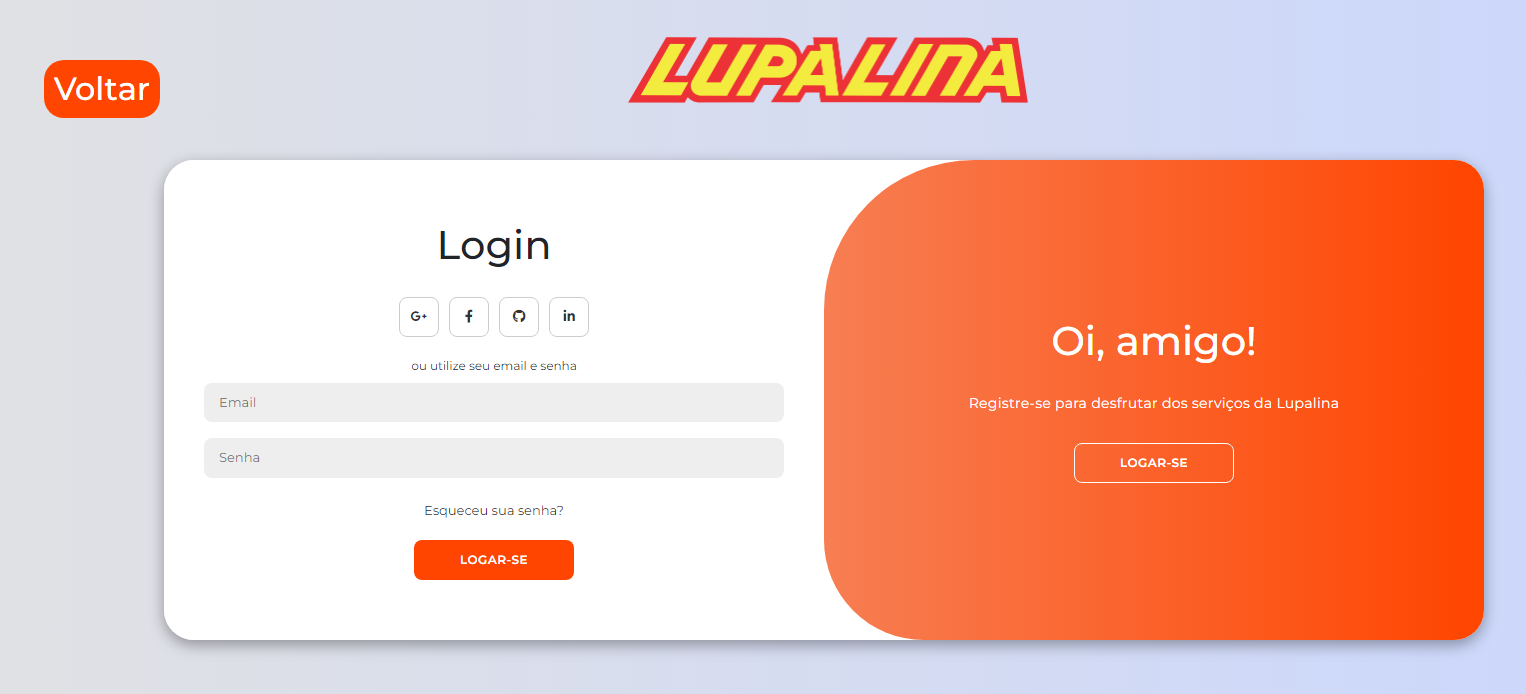 LUPALINA
Voltar
Login
G+
f
in
ou utilize seu email e senha
Email
Senha
Esqueceu sua senha?
LOGAR-SE
Oi, amigo!
Registre-se para desfrutar dos serviços da Lupalina
LOGAR-SE